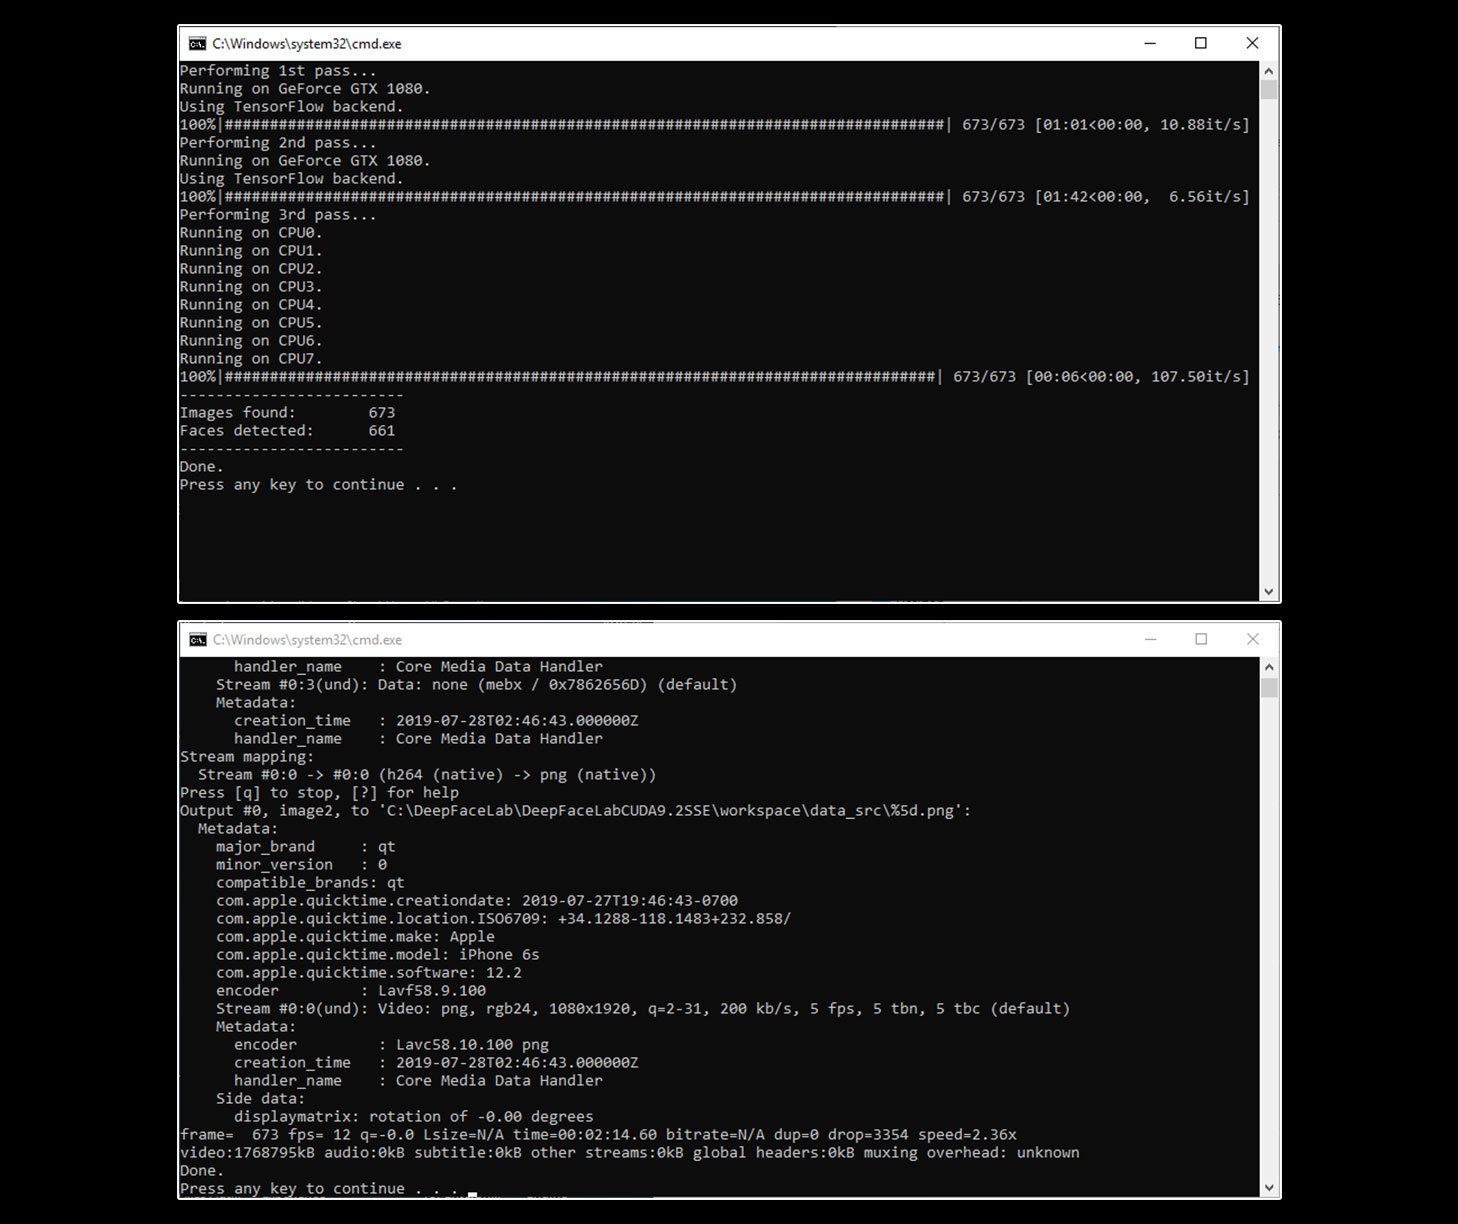 C:\Windows\system32\cmd.exe
Performing 1st pass...
Running on GeForce GTX 1080.
Using TensorFlow backend.
100%|################################################################################| 673/673 [01:01<00:00, 10.88it/s]
Performing 2nd pass...
Running on GeForce GTX 1080.
Using TensorFlow backend.
100%|################################################################################| 673/673 [01:42<00:00,  6.56it/s]
Performing 3rd pass...
Running on CPU0.
Running on CPU1.
Running on CPU2.
Running on CPU3.
Running on CPU4.
Running on CPU5.
Running on CPU6.
Running on CPU7.
100%|###############################################################################| 673/673 [00:06<00:00, 107.50it/s]
-------------------------
Images found:        673
Faces detected:      661
-------------------------
Done.
Press any key to continue . . .
C:\Windows\system32\cmd.exe
      handler_name    : Core Media Data Handler
    Stream #0:3(und): Data: none (mebx / 0x7862656D) (default)
    Metadata:
      creation_time   : 2019-07-28T02:46:43.000000Z
      handler_name    : Core Media Data Handler
Stream mapping:
  Stream #0:0 -> #0:0 (h264 (native) -> png (native))
Press [q] to stop, [?] for help
Output #0, image2, to 'C:\DeepFaceLab\DeepFaceLabCUDA9.2SSE\workspace\data_src\%5d.png':
  Metadata:
    major_brand     : qt
    minor_version   : 0
    compatible_brands: qt
    com.apple.quicktime.creationdate: 2019-07-27T19:46:43-0700
    com.apple.quicktime.location.ISO6709: +34.1288-118.1483+232.858/
    com.apple.quicktime.make: Apple
    com.apple.quicktime.model: iPhone 6s
    com.apple.quicktime.software: 12.2
    encoder         : Lavf58.9.100
    Stream #0:0(und): Video: png, rgb24, 1080x1920, q=2-31, 200 kb/s, 5 fps, 5 tbn, 5 tbc (default)
    Metadata:
      encoder         : Lavc58.10.100 png
      creation_time   : 2019-07-28T02:46:43.000000Z
      handler_name    : Core Media Data Handler
    Side data:
      displaymatrix: rotation of -0.00 degrees
frame=  673 fps= 12 q=-0.0 Lsize=N/A time=00:02:14.60 bitrate=N/A dup=0 drop=3354 speed=2.36x
video:1768795kB audio:0kB subtitle:0kB other streams:0kB global headers:0kB muxing overhead: unknown
Done.
Press any key to continue . . .